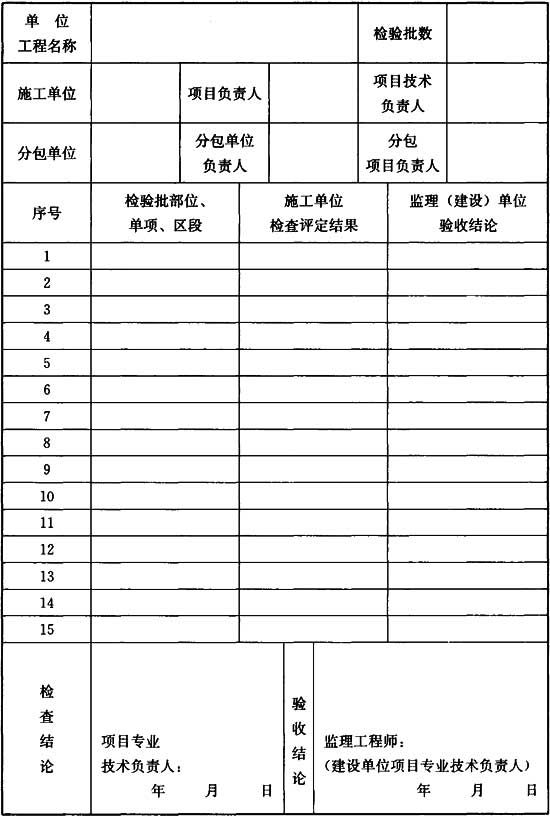 单 位
工程名称
检验批数
施工单位
项目负责人
项目技术
负责人
分包单位
分包单位
负责人
分包
项目负责人
序号
检验批部位、
单项、区段
施工单位
检查评定结果
监理（建设）单位
验收结论
1
2
3
4
5
6
7
8
9
10
11
12
13
14
15
检
查
结
论
项目专业
技术负责人：
年 月 日
验
收
结
论
监理工程师：
（建设单位项目专业技术负责人）
年 月 日